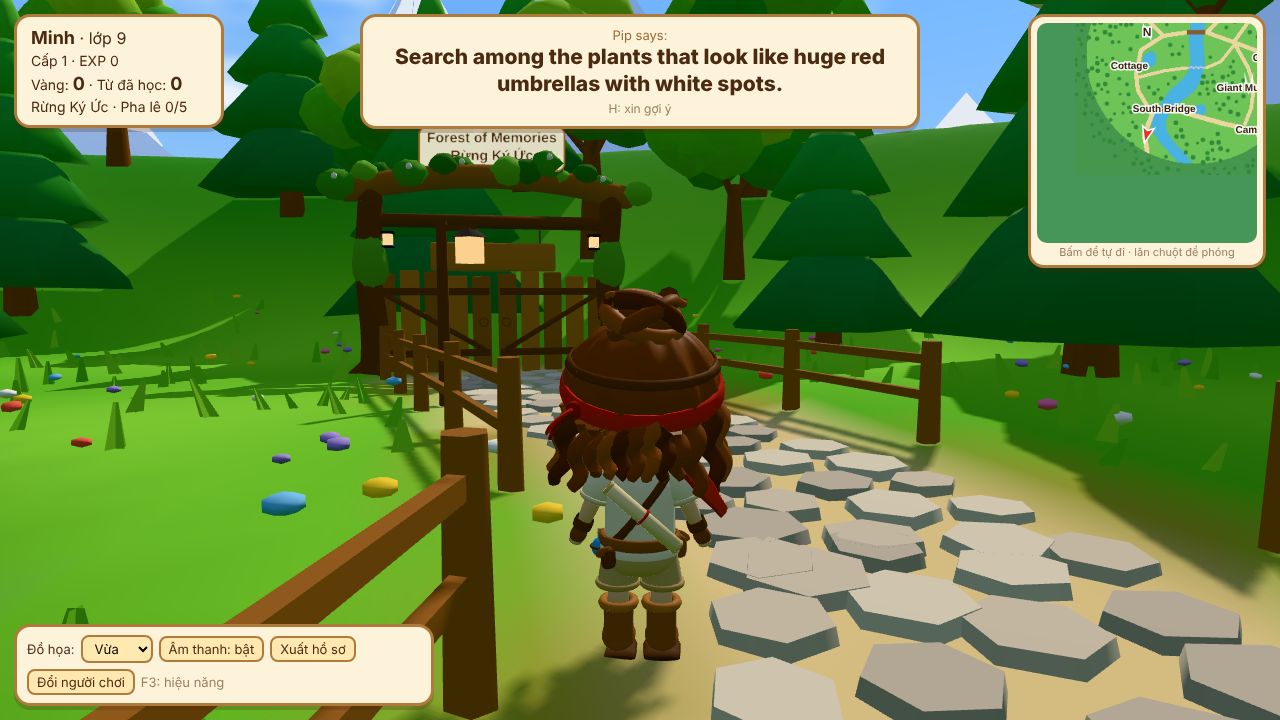 Minh · lớp 9
Cấp 1 · EXP 0
Vàng: 0 · Từ đã học: 0
Rừng Ký Ức · Pha lê 0/5
Pip says:
Search among the plants that look like huge red
umbrellas with white spots.
H: xin gợi ý
Forest of Memories
Rừng Ký Ức
N
Cottage
South Bridge
Giant Mu
Cam
Bấm để tự đi · lăn chuột để phóng
Đồ họa: Vừa Âm thanh: bật Xuất hồ sơ
Đổi người chơi F3: hiệu năng